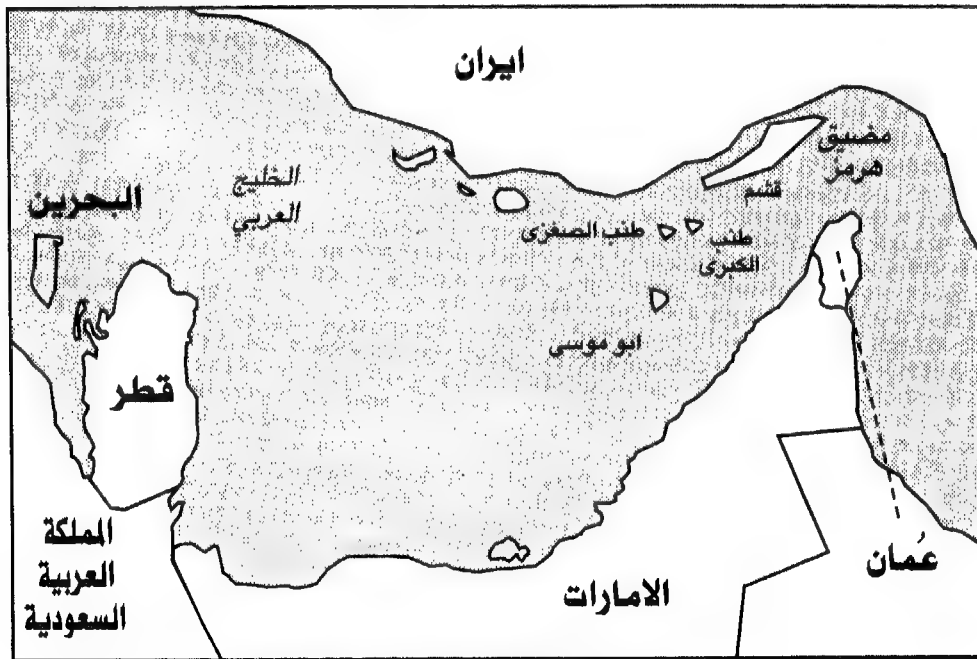 ايران
مضيق
هرمز
قشم
الخليج
العربي
البحرين
طنب الصغرى
طنب
الكبرى
ابو موسى
قطر
المملكة
العربية
السعودية
الامارات
عُمان